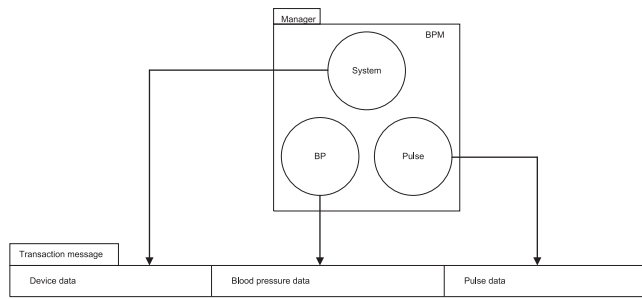 Manager
BPM
System
BP
Pulse
Transaction message
Device data
Blood pressure data
Pulse data